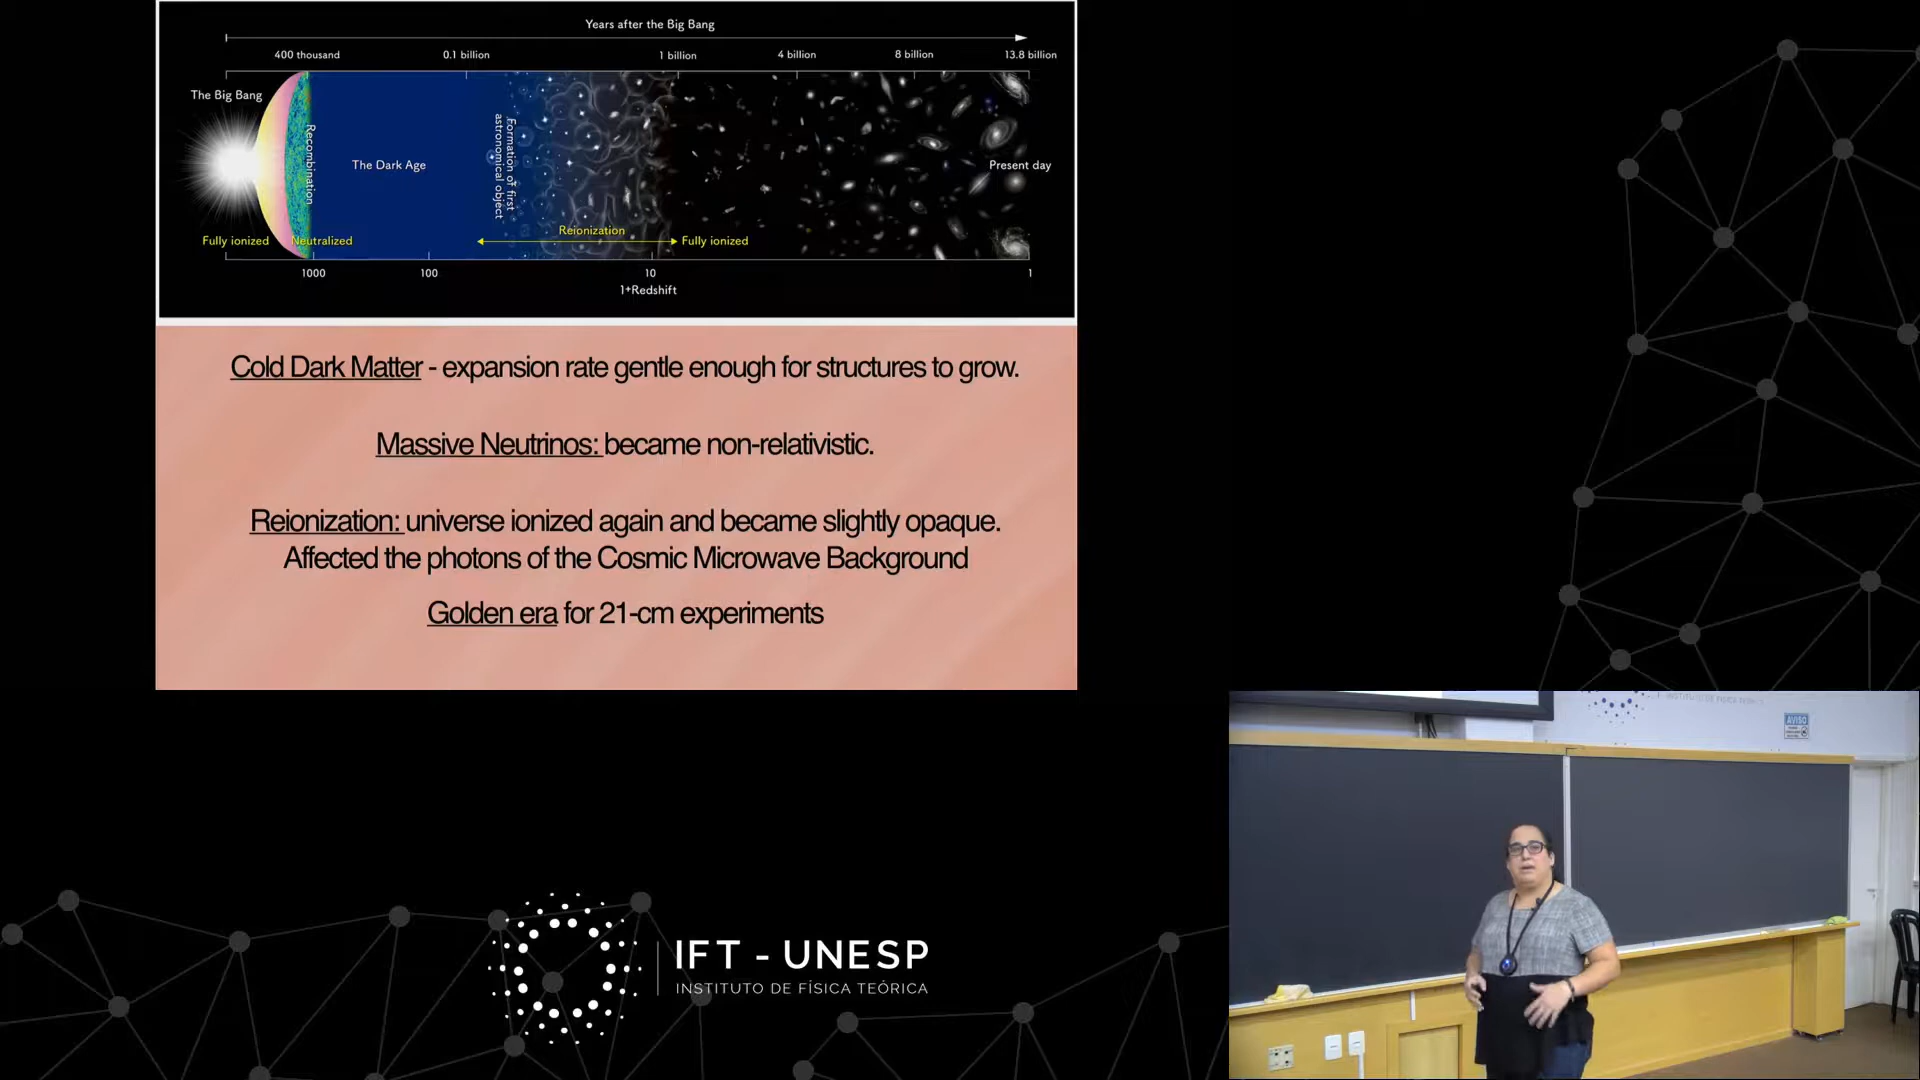 Years after the Big Bang
400 thousand 0.1 billion 1 billion 4 billion 8 billion 13.8 billion
The Big Bang
Recombination
The Dark Age
Formation of first
astronomical object
Present day
Reionization
Fully ionized Neutralized Fully ionized
1000 100 10 1
1+Redshift
Cold Dark Matter - expansion rate gentle enough for structures to grow.
Massive Neutrinos: became non-relativistic.
Reionization: universe ionized again and became slightly opaque.
Affected the photons of the Cosmic Microwave Background
Golden era for 21-cm experiments
AVISO
IFT - UNESP
INSTITUTO DE FÍSICA TEÓRICA